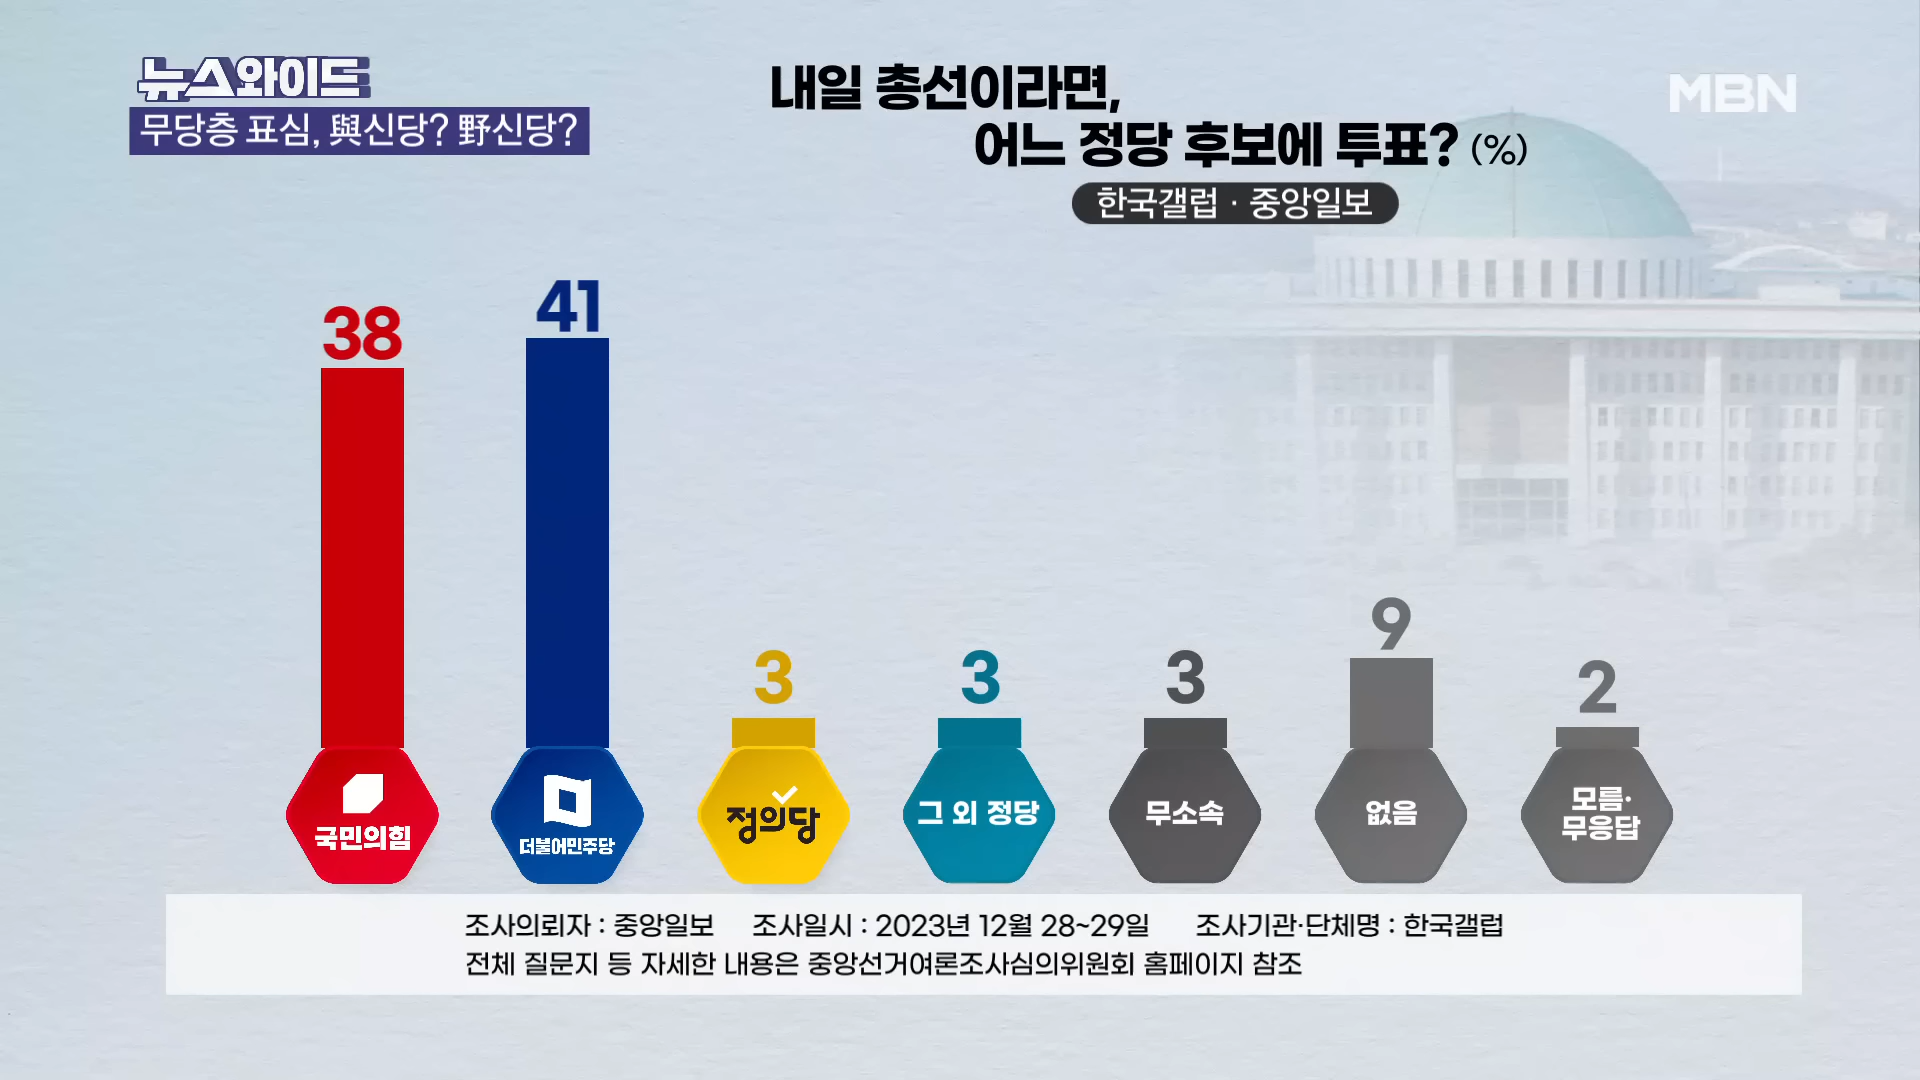 뉴스와이드
무당층 표심, 與신당? 野신당?
내일 총선이라면,
어느 정당 후보에 투표? (%)
한국갤럽 · 중앙일보
MBN
38
41
3
3
3
9
2
국민의힘
더불어민주당
정의당
그 외 정당
무소속
없음
모름·
무응답
조사의뢰자 : 중앙일보 조사일시 : 2023년 12월 28~29일 조사기관·단체명 : 한국갤럽
전체 질문지 등 자세한 내용은 중앙선거여론조사심의위원회 홈페이지 참조